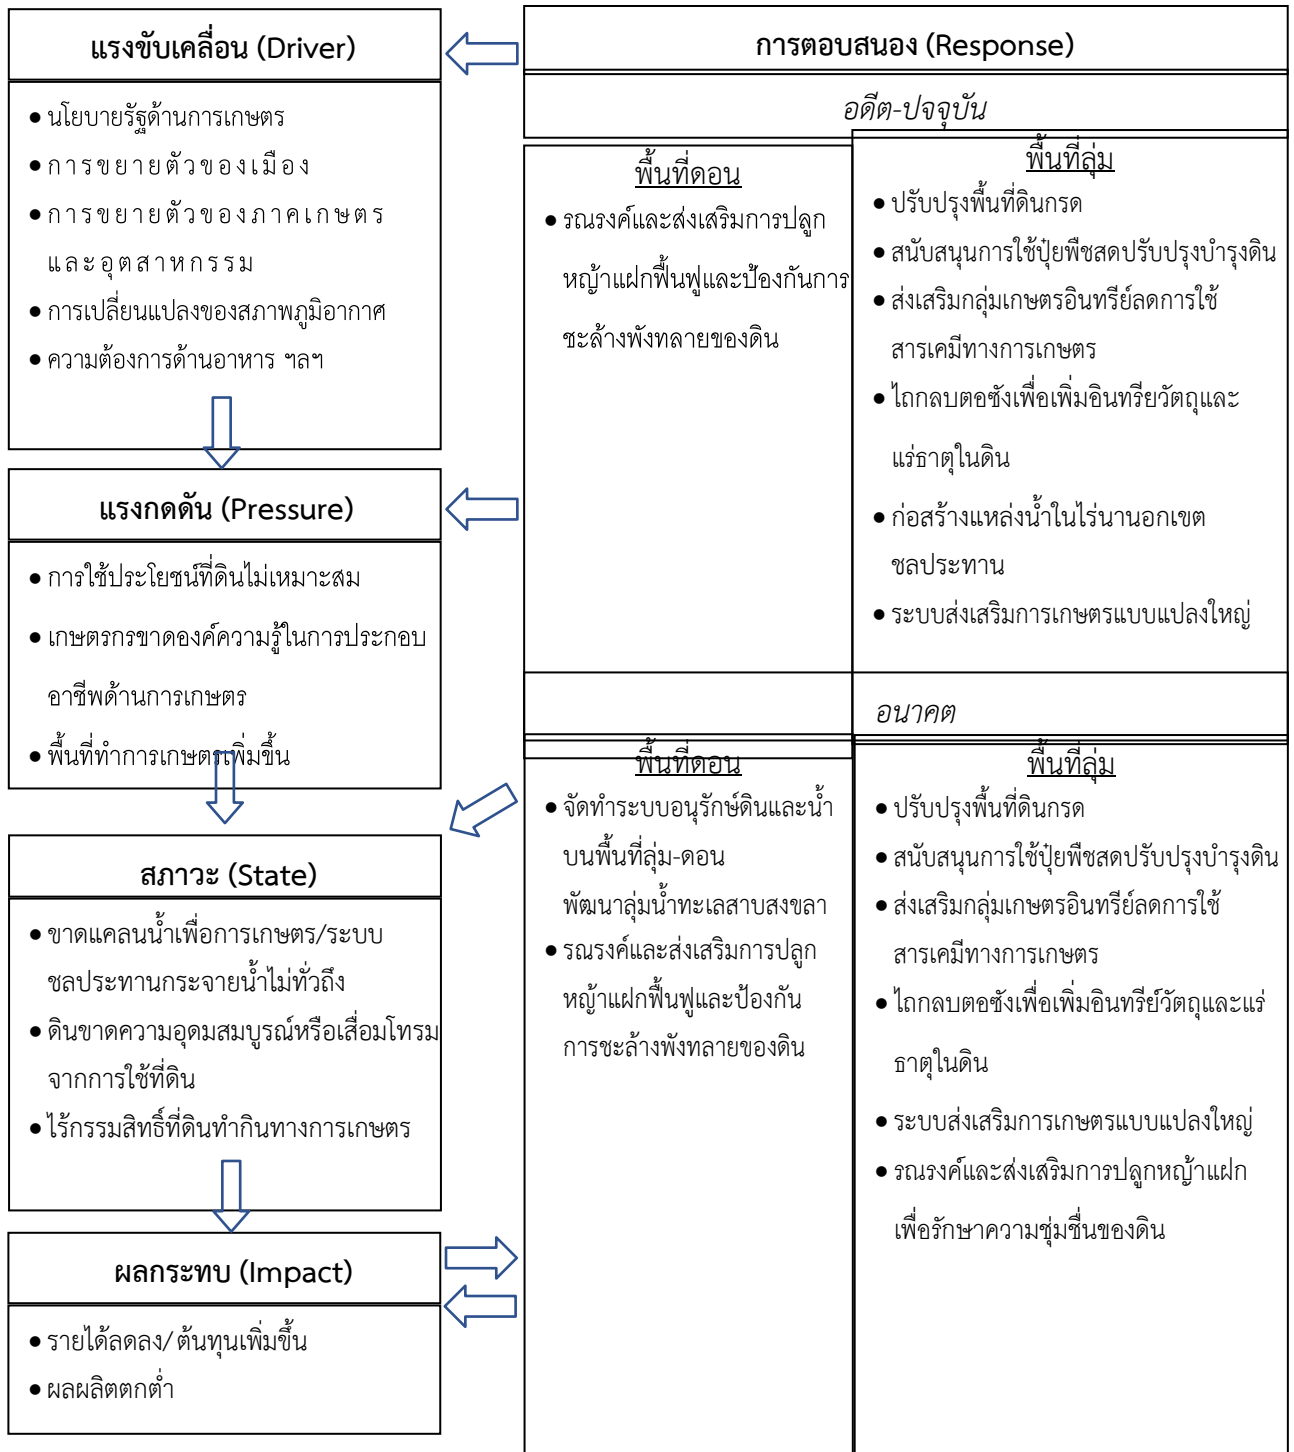 แรงขับเคลื่อน (Driver)
• นโยบายรัฐด้านการเกษตร
• การขยายตัวของเมือง
• การขยายตัวของภาคเกษตร
และอุตสาหกรรม
• การเปลี่ยนแปลงของสภาพภูมิอากาศ
• ความต้องการด้านอาหาร ฯลฯ
แรงกดดัน (Pressure)
• การใช้ประโยชน์ที่ดินไม่เหมาะสม
• เกษตรกรขาดองค์ความรู้ในการประกอบ
อาชีพด้านการเกษตร
• พื้นที่ทำการเกษตรเพิ่มขึ้น
สภาวะ (State)
• ขาดแคลนน้ำเพื่อการเกษตร/ระบบ
ชลประทานกระจายน้ำไม่ทั่วถึง
• ดินขาดความอุดมสมบูรณ์หรือเสื่อมโทรม
จากการใช้ที่ดิน
• ไร้กรรมสิทธิ์ที่ดินทำกินทางการเกษตร
ผลกระทบ (Impact)
• รายได้ลดลง/ต้นทุนเพิ่มขึ้น
• ผลผลิตตกต่ำ
การตอบสนอง (Response)
อดีต-ปัจจุบัน
พื้นที่ดอน
• รณรงค์และส่งเสริมการปลูก
หญ้าแฝกฟื้นฟูและป้องกันการ
ชะล้างพังทลายของดิน
พื้นที่ลุ่ม
• ปรับปรุงพื้นที่ดินกรด
• สนับสนุนการใช้ปุ๋ยพืชสดปรับปรุงบำรุงดิน
• ส่งเสริมกลุ่มเกษตรอินทรีย์ลดการใช้
สารเคมีทางการเกษตร
• ไถกลบตอซังเพื่อเพิ่มอินทรียวัตถุและ
แร่ธาตุในดิน
• ก่อสร้างแหล่งน้ำในไร่นานอกเขต
ชลประทาน
• ระบบส่งเสริมการเกษตรแบบแปลงใหญ่
อนาคต
พื้นที่ดอน
• จัดทำระบบอนุรักษ์ดินและน้ำ
บนพื้นที่ลุ่ม-ดอน
พัฒนาลุ่มน้ำทะเลสาบสงขลา
• รณรงค์และส่งเสริมการปลูก
หญ้าแฝกฟื้นฟูและป้องกัน
การชะล้างพังทลายของดิน
พื้นที่ลุ่ม
• ปรับปรุงพื้นที่ดินกรด
• สนับสนุนการใช้ปุ๋ยพืชสดปรับปรุงบำรุงดิน
• ส่งเสริมกลุ่มเกษตรอินทรีย์ลดการใช้
สารเคมีทางการเกษตร
• ไถกลบตอซังเพื่อเพิ่มอินทรีย์วัตถุและแร่
ธาตุในดิน
• ระบบส่งเสริมการเกษตรแบบแปลงใหญ่
• รณรงค์และส่งเสริมการปลูกหญ้าแฝก
เพื่อรักษาความชุ่มชื่นของดิน